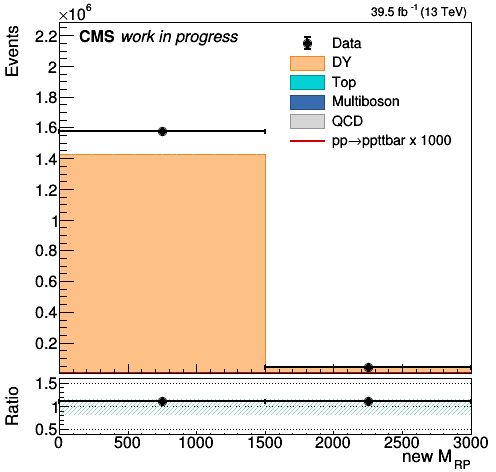 ×10⁶
39.5 fb⁻¹ (13 TeV)
CMS work in progress
Events
2.2
2
1.8
1.6
1.4
1.2
1
0.8
0.6
0.4
0.2
Data
DY
Top
Multiboson
QCD
pp→ppttbar x 1000
Ratio
1.5
1
0.5
0 500 1000 1500 2000 2500 3000
new M_RP